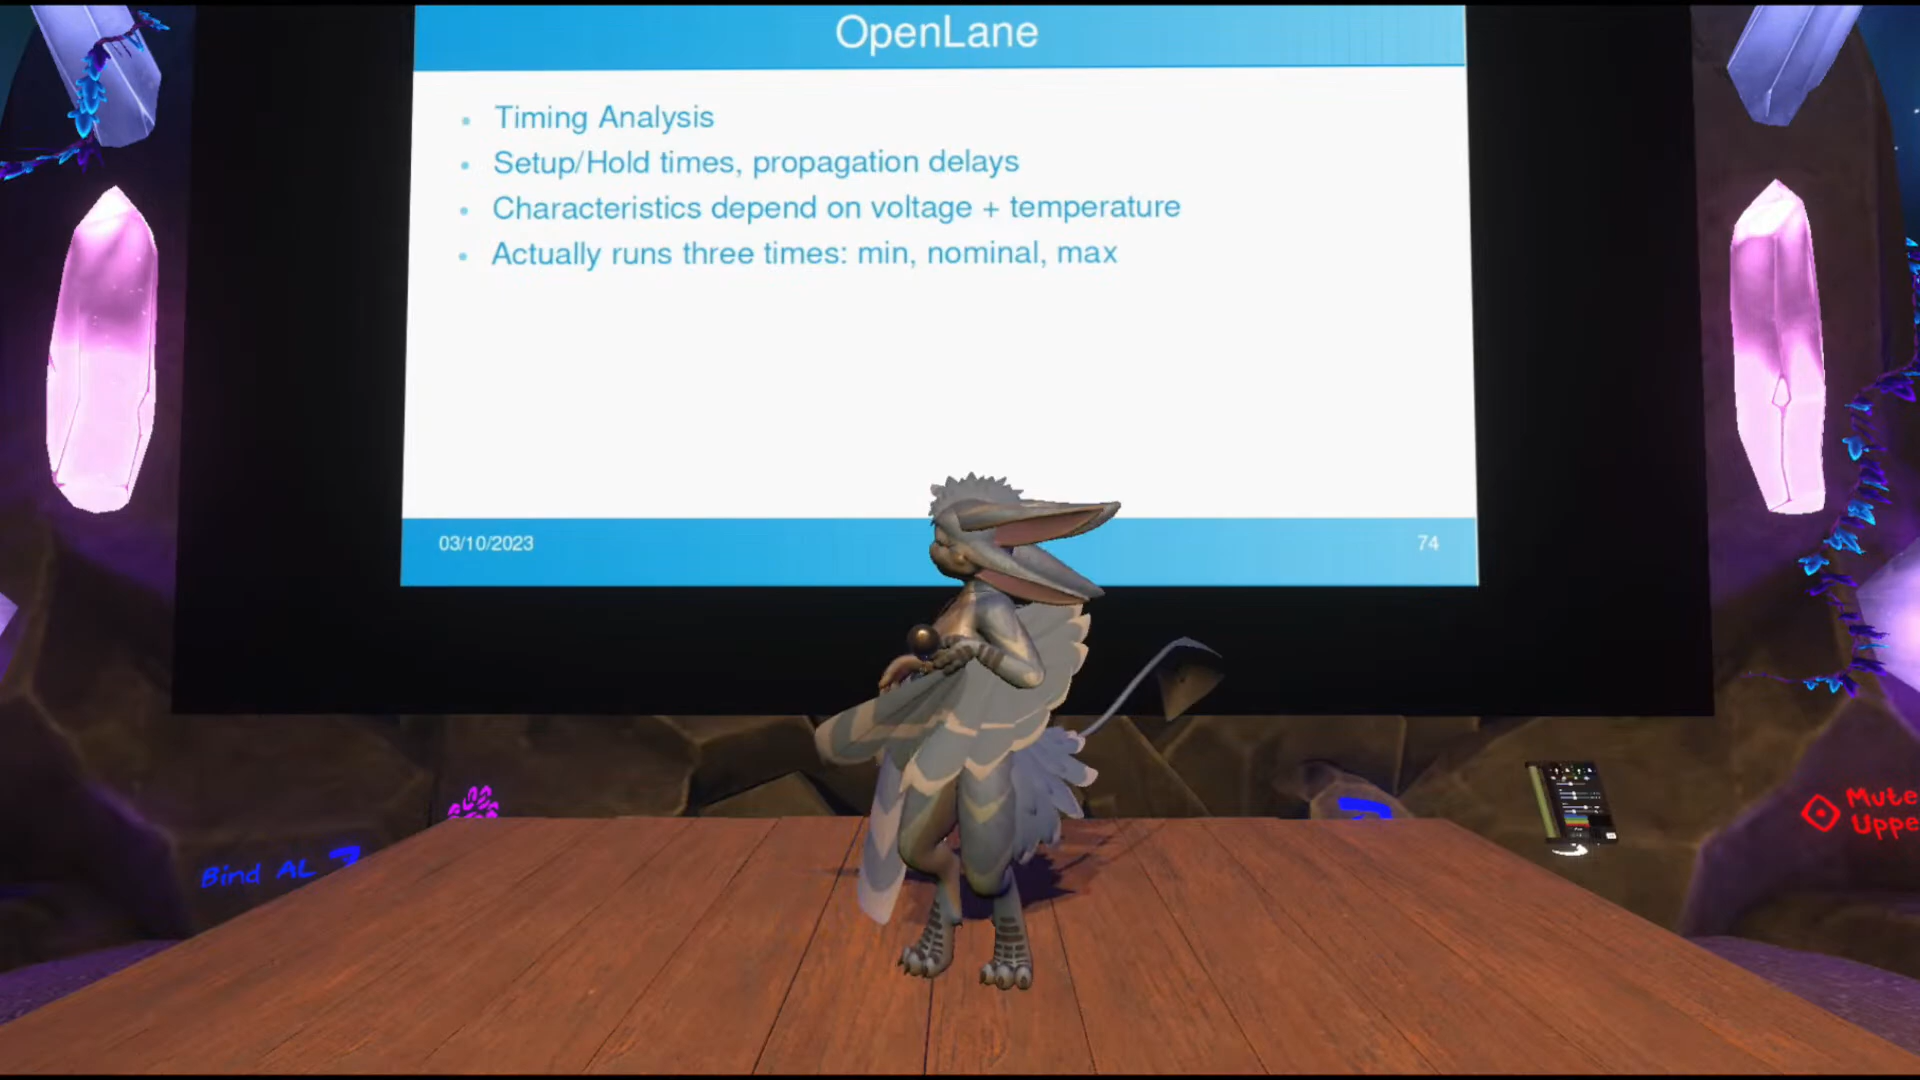 OpenLane
Timing Analysis
Setup/Hold times, propagation delays
Characteristics depend on voltage + temperature
Actually runs three times: min, nominal, max
03/10/2023
74
Bind AL
Mute
Uppe